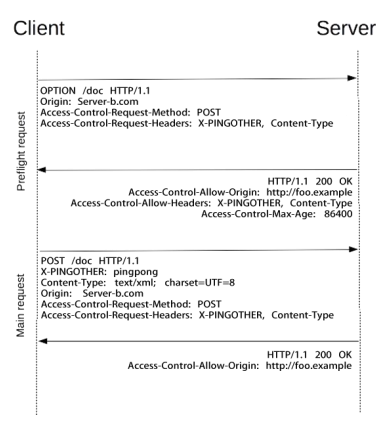 Client
Server
Preflight request
OPTION /doc HTTP/1.1
Origin: Server-b.com
Access-Control-Request-Method: POST
Access-Control-Request-Headers: X-PINGOTHER, Content-Type
HTTP/1.1 200 OK
Access-Control-Allow-Origin: http://foo.example
Access-Control-Allow-Headers: X-PINGOTHER, Content-Type
Access-Control-Max-Age: 86400
Main request
POST /doc HTTP/1.1
X-PINGOTHER: pingpong
Content-Type: text/xml; charset=UTF=8
Origin: Server-b.com
Access-Control-Request-Method: POST
Access-Control-Request-Headers: X-PINGOTHER, Content-Type
HTTP/1.1 200 OK
Access-Control-Allow-Origin: http://foo.example